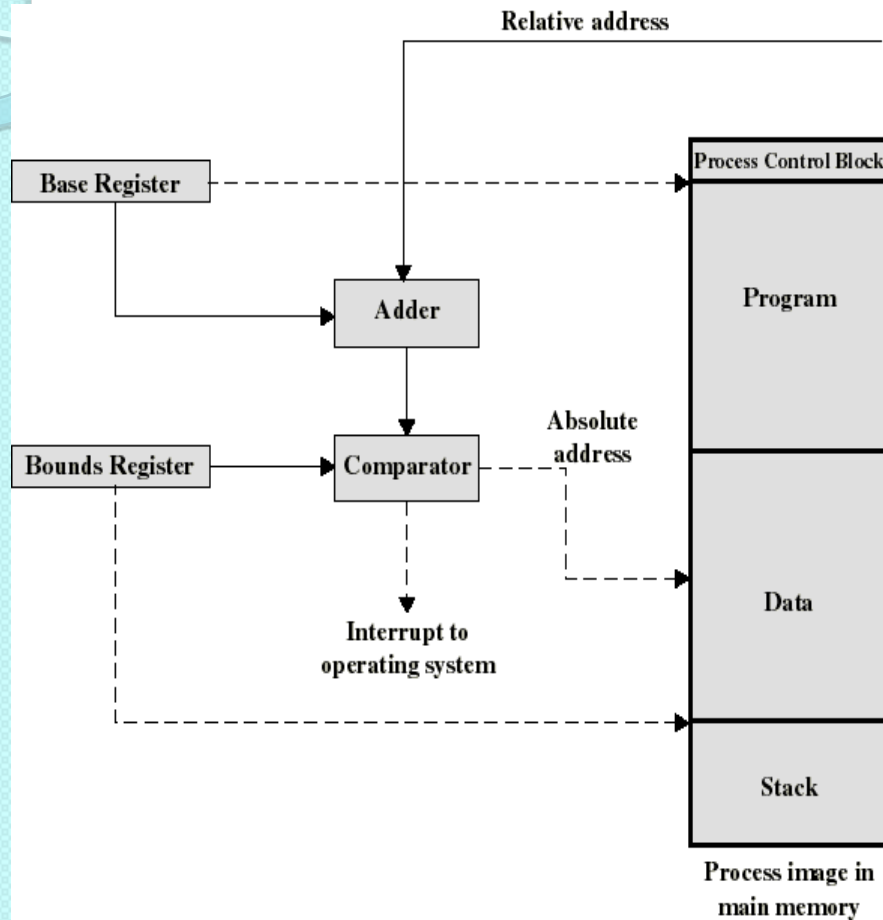 Relative address
Process Control Block
Base Register
Program
Adder
Absolute
address
Bounds Register
Comparator
Data
Interrupt to
operating system
Stack
Process image in
main memory